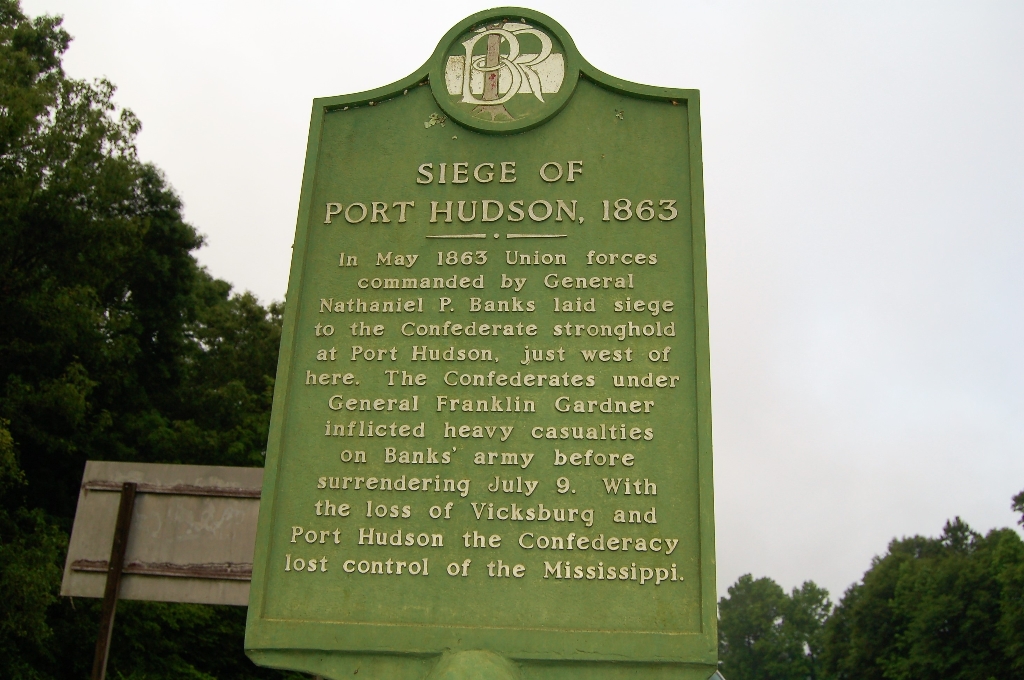 BR
SIEGE OF
PORT HUDSON, 1863
In May 1863 Union forces
commanded by General
Nathaniel P. Banks laid siege
to the Confederate stronghold
at Port Hudson, just west of
here. The Confederates under
General Franklin Gardner
inflicted heavy casualties
on Banks' army before
surrendering July 9. With
the loss of Vicksburg and
Port Hudson the Confederacy
lost control of the Mississippi.